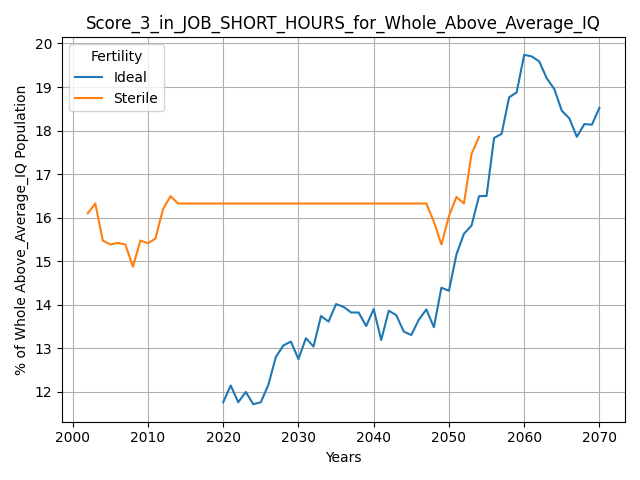 Score_3_in_JOB_SHORT_HOURS_for_Whole_Above_Average_IQ
% of Whole Above_Average_IQ Population
20
19
18
17
16
15
14
13
12
Fertility
Ideal
Sterile
2000 2010 2020 2030 2040 2050 2060 2070
Years